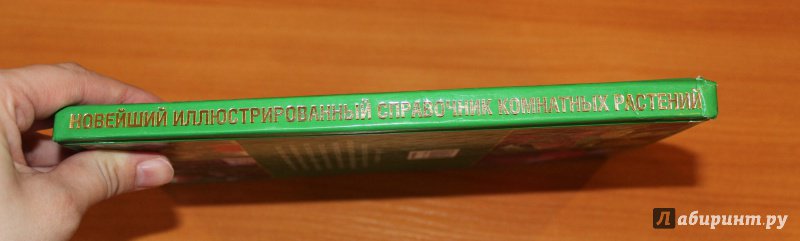 НОВЕЙШИЙ ИЛЛЮСТРИРОВАННЫЙ СПРАВОЧНИК КОМНАТНЫХ РАСТЕНИЙ
Лабиринт.ру